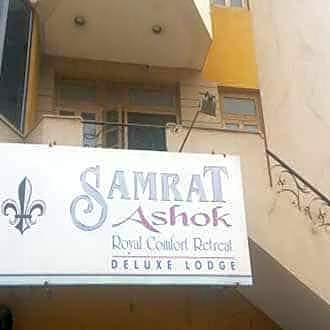 SAMRAT
Ashok
Royal Comfort Retreat
DELUXE LODGE